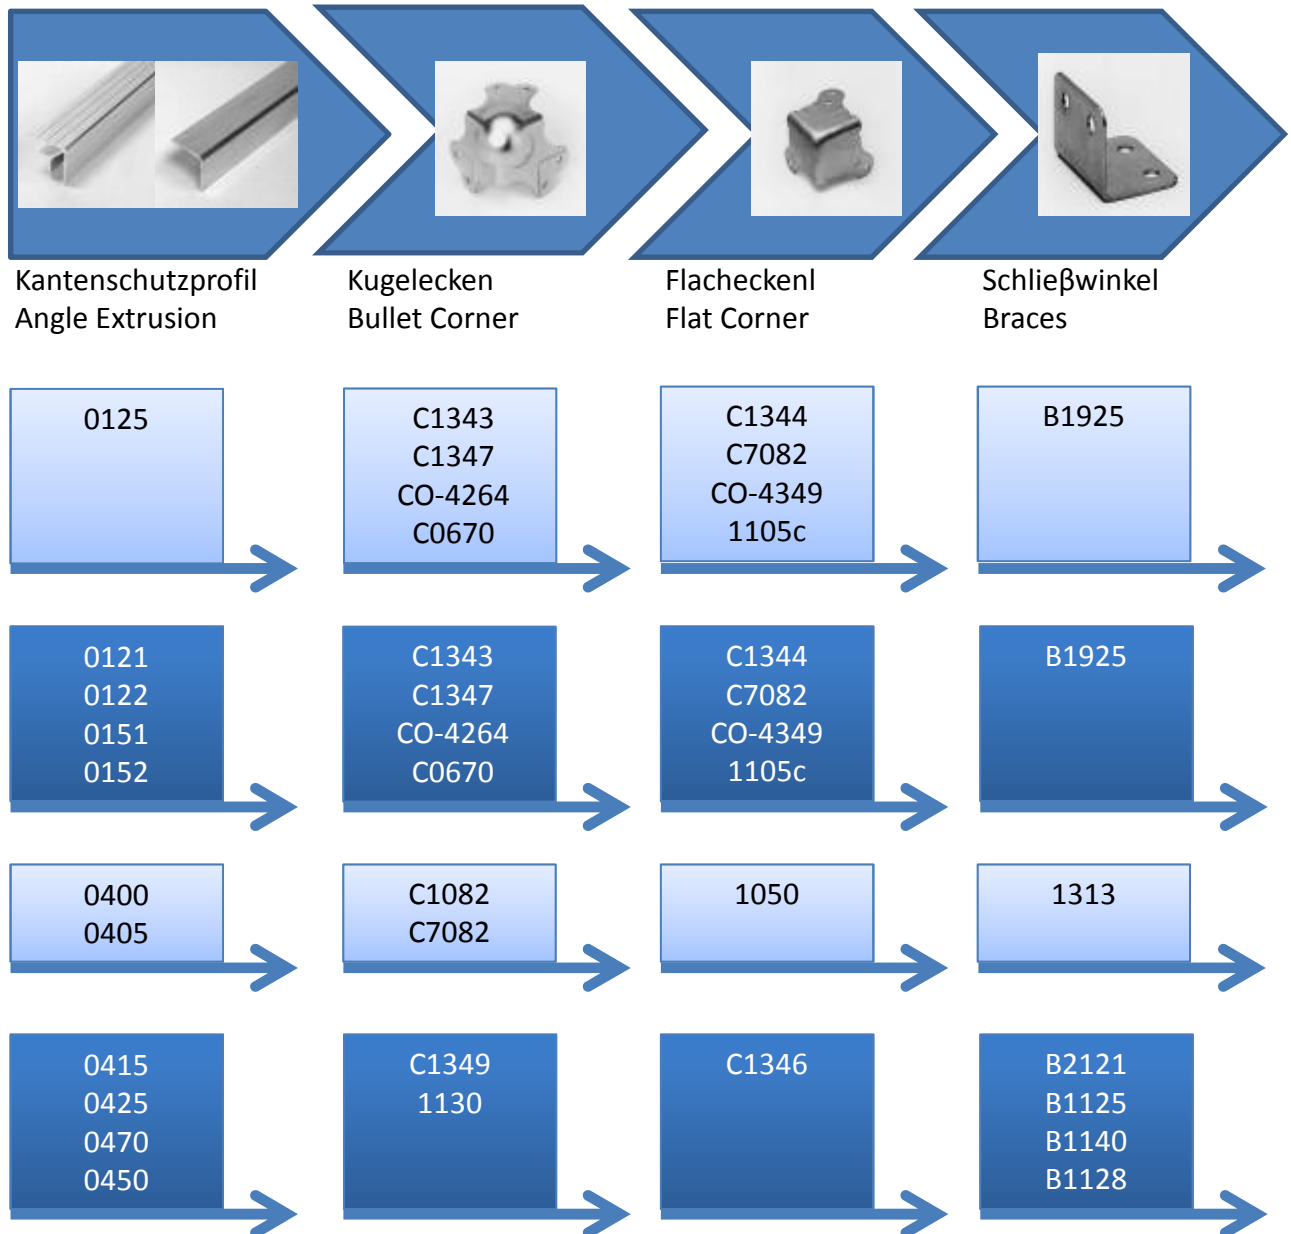 Kantenschutzprofil
Angle Extrusion
Kugelecken
Bullet Corner
Flacheckenl
Flat Corner
Schlieβwinkel
Braces
0125
C1343
C1347
CO-4264
C0670
C1344
C7082
CO-4349
1105c
B1925
0121
0122
0151
0152
C1343
C1347
CO-4264
C0670
C1344
C7082
CO-4349
1105c
B1925
0400
0405
C1082
C7082
1050
1313
0415
0425
0470
0450
C1349
1130
C1346
B2121
B1125
B1140
B1128